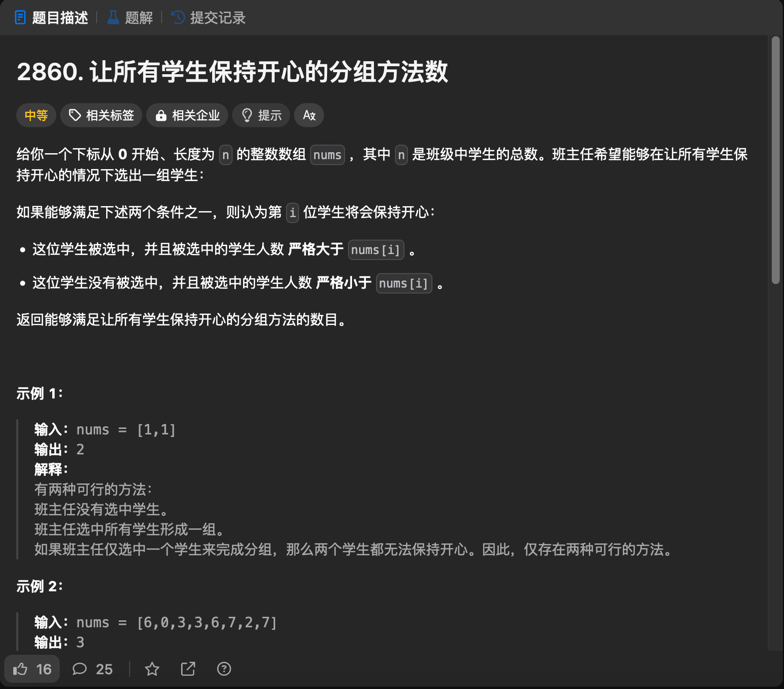 题目描述 题解 提交记录
2860. 让所有学生保持开心的分组方法数
中等 相关标签 相关企业 提示
给你一个下标从 0 开始、长度为 n 的整数数组 nums ，其中 n 是班级中学生的总数。班主任希望能够在让所有学生保
持开心的情况下选出一组学生：
如果能够满足下述两个条件之一，则认为第 i 位学生将会保持开心：
• 这位学生被选中，并且被选中的学生人数 严格大于 nums[i] 。
• 这位学生没有被选中，并且被选中的学生人数 严格小于 nums[i] 。
返回能够满足让所有学生保持开心的分组方法的数目。
示例 1：
输入：nums = [1,1]
输出：2
解释：
有两种可行的方法：
班主任没有选中学生。
班主任选中所有学生形成一组。
如果班主任仅选中一个学生来完成分组，那么两个学生都无法保持开心。因此，仅存在两种可行的方法。
示例 2：
输入：nums = [6,0,3,3,6,7,2,7]
输出：3
16 25